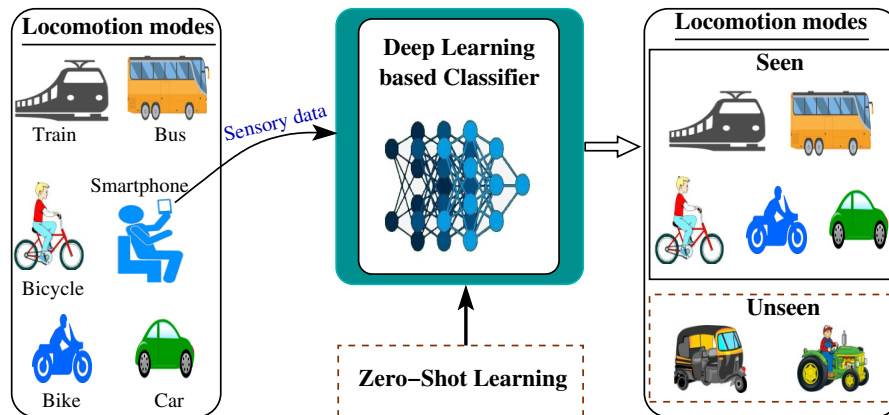 Locomotion modes
Train
Bus
Smartphone
Bicycle
Bike
Car
Sensory data
Deep Learning
based Classifier
Zero−Shot Learning
Locomotion modes
Seen
Unseen